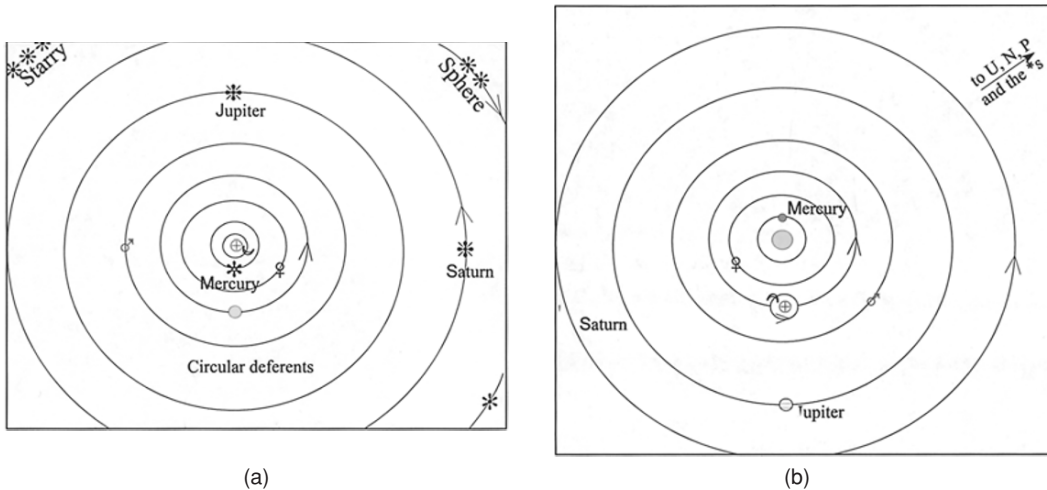 Starry
Sphere
Jupiter
Saturn
Mercury
Circular deferents
(a)
to U, N, P
and the *s
Mercury
Saturn
Jupiter
(b)